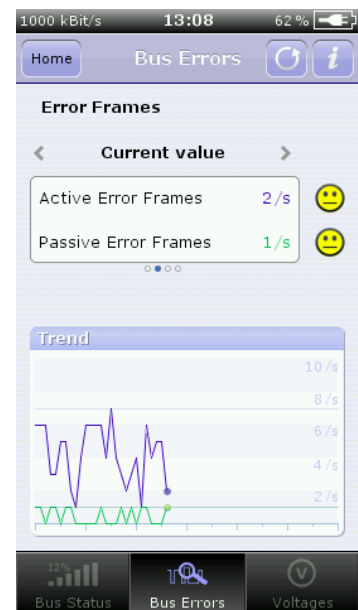 1000 kBit/s 13:08 62 %
Home Bus Errors i
Error Frames
< Current value >
Active Error Frames 2/s
Passive Error Frames 1/s
Trend
10/s
8/s
6/s
4/s
2/s
12% V
Bus Status Bus Errors Voltages